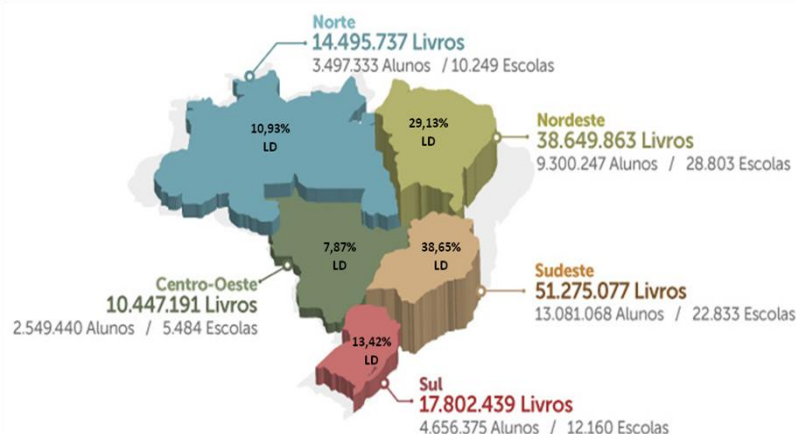 Norte
14.495.737 Livros
3.497.333 Alunos / 10.249 Escolas
10,93%
LD
29,13%
LD
Nordeste
38.649.863 Livros
9.300.247 Alunos / 28.803 Escolas
7,87%
LD
38,65%
LD
Centro-Oeste
10.447.191 Livros
2.549.440 Alunos / 5.484 Escolas
Sudeste
51.275.077 Livros
13.081.068 Alunos / 22.833 Escolas
13,42%
LD
Sul
17.802.439 Livros
4.656.375 Alunos / 12.160 Escolas